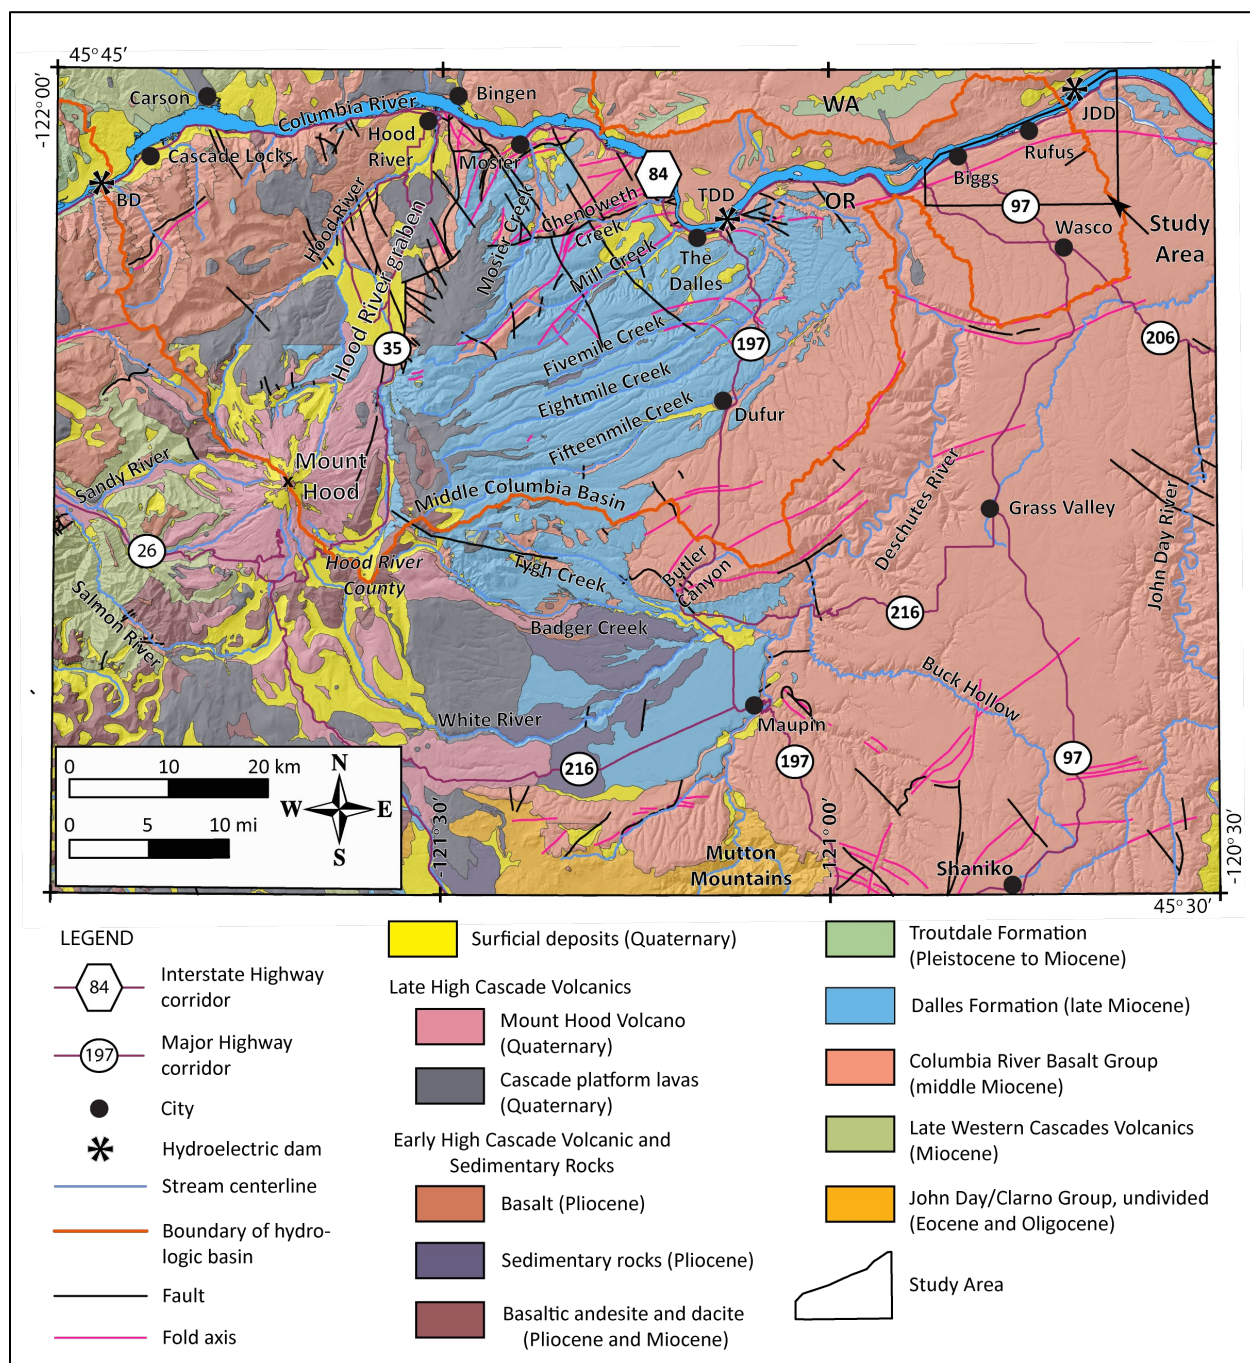 45°45'
-122°00'
Carson
Bingen
Columbia River
WA
JDD
Hood
River
Cascade Locks
Mosier
Rufus
84
Biggs
BD
TDD
OR
97
Hood River
Mosier Creek
Chenoweth
Creek
Wasco
Study
Area
Mill Creek
The
Dalles
Hood River graben
35
Fivemile Creek
197
206
Eightmile Creek
Dufur
Fifteenmile Creek
Mount
Hood
Sandy River
Middle Columbia Basin
Deschutes River
Grass Valley
John Day River
26
Hood River
County
Tygh Creek
Butler
Canyon
Salmon River
216
Badger Creek
Buck Hollow
White River
Maupin
216
197
97
0 10 20 km
0 5 10 mi
N
W E
S
-121°30'
-121°00'
-120°30'
Mutton
Mountains
Shaniko
45°30'
LEGEND
84
Interstate Highway
corridor
197
Major Highway
corridor
City
Hydroelectric dam
Stream centerline
Boundary of hydro-
logic basin
Fault
Fold axis
Surficial deposits (Quaternary)
Late High Cascade Volcanics
Mount Hood Volcano
(Quaternary)
Cascade platform lavas
(Quaternary)
Early High Cascade Volcanic and
Sedimentary Rocks
Basalt (Pliocene)
Sedimentary rocks (Pliocene)
Basaltic andesite and dacite
(Pliocene and Miocene)
Troutdale Formation
(Pleistocene to Miocene)
Dalles Formation (late Miocene)
Columbia River Basalt Group
(middle Miocene)
Late Western Cascades Volcanics
(Miocene)
John Day/Clarno Group, undivided
(Eocene and Oligocene)
Study Area